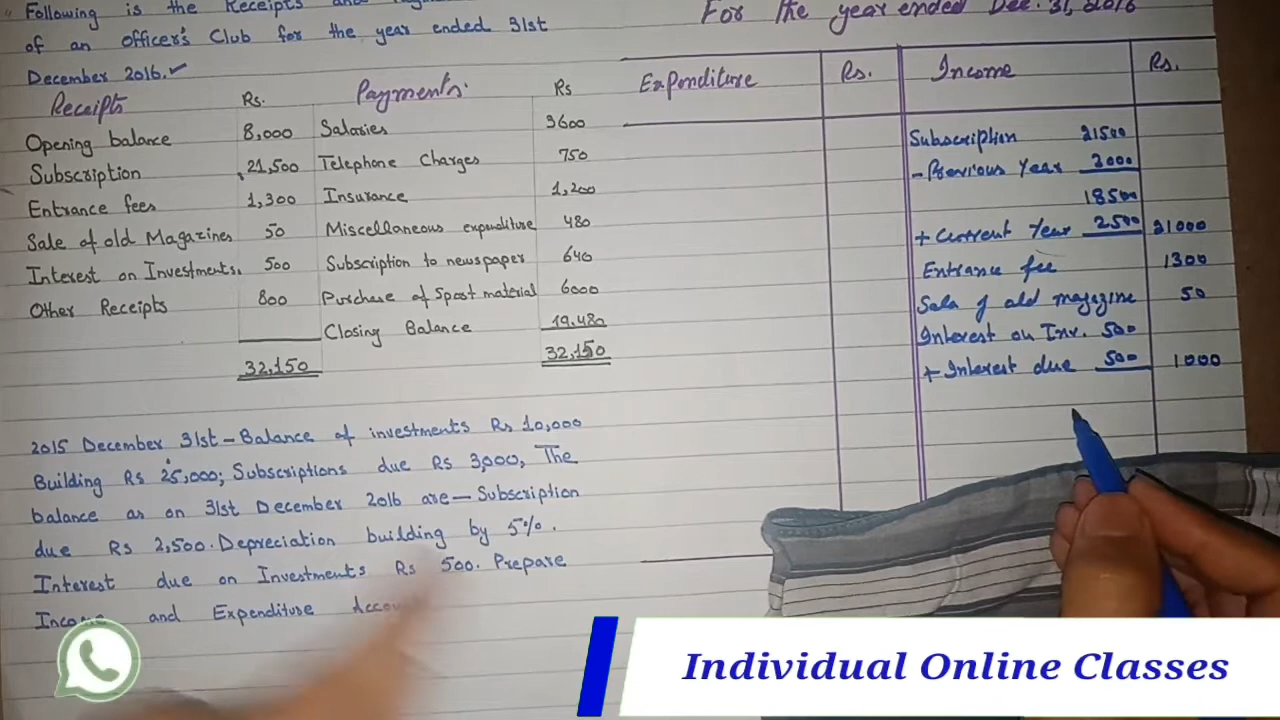 Following is the Receipts and
of an officer's Club for the year ended 31st
December 2016.
Receipts Rs. Payments. Rs
Opening balance 8,000 Salaries 3600
Subscription 21,500 Telephone Charges 750
Entrance fees 1,300 Insurance 1,200
Sale of old Magazines 50 Miscellaneous expenditure 480
Interest on Investments. 500 Subscription to newspaper 640
Other Receipts 800 Purchase of Sport material 6000
Closing Balance 19,480
32,150 32,150
2015 December 31st - Balance of investments Rs 10,000
Building Rs 25,000; Subscriptions due Rs 3,000, The
balance as on 31st December 2016 are - Subscription
due Rs 2,500. Depreciation building by 5%.
Interest due on Investments Rs 500. Prepare
Income and Expenditure
For the year ended Dec. 31, 2016
Expenditure Rs. Income Rs.
Subscription 21500
- Previous Year 3000
18500
+ Current Year 2500 21000
Entrance fee 1300
Sale of old magazine 50
Interest on Inv. 500
+ Interest due 500 1000
Individual Online Classes